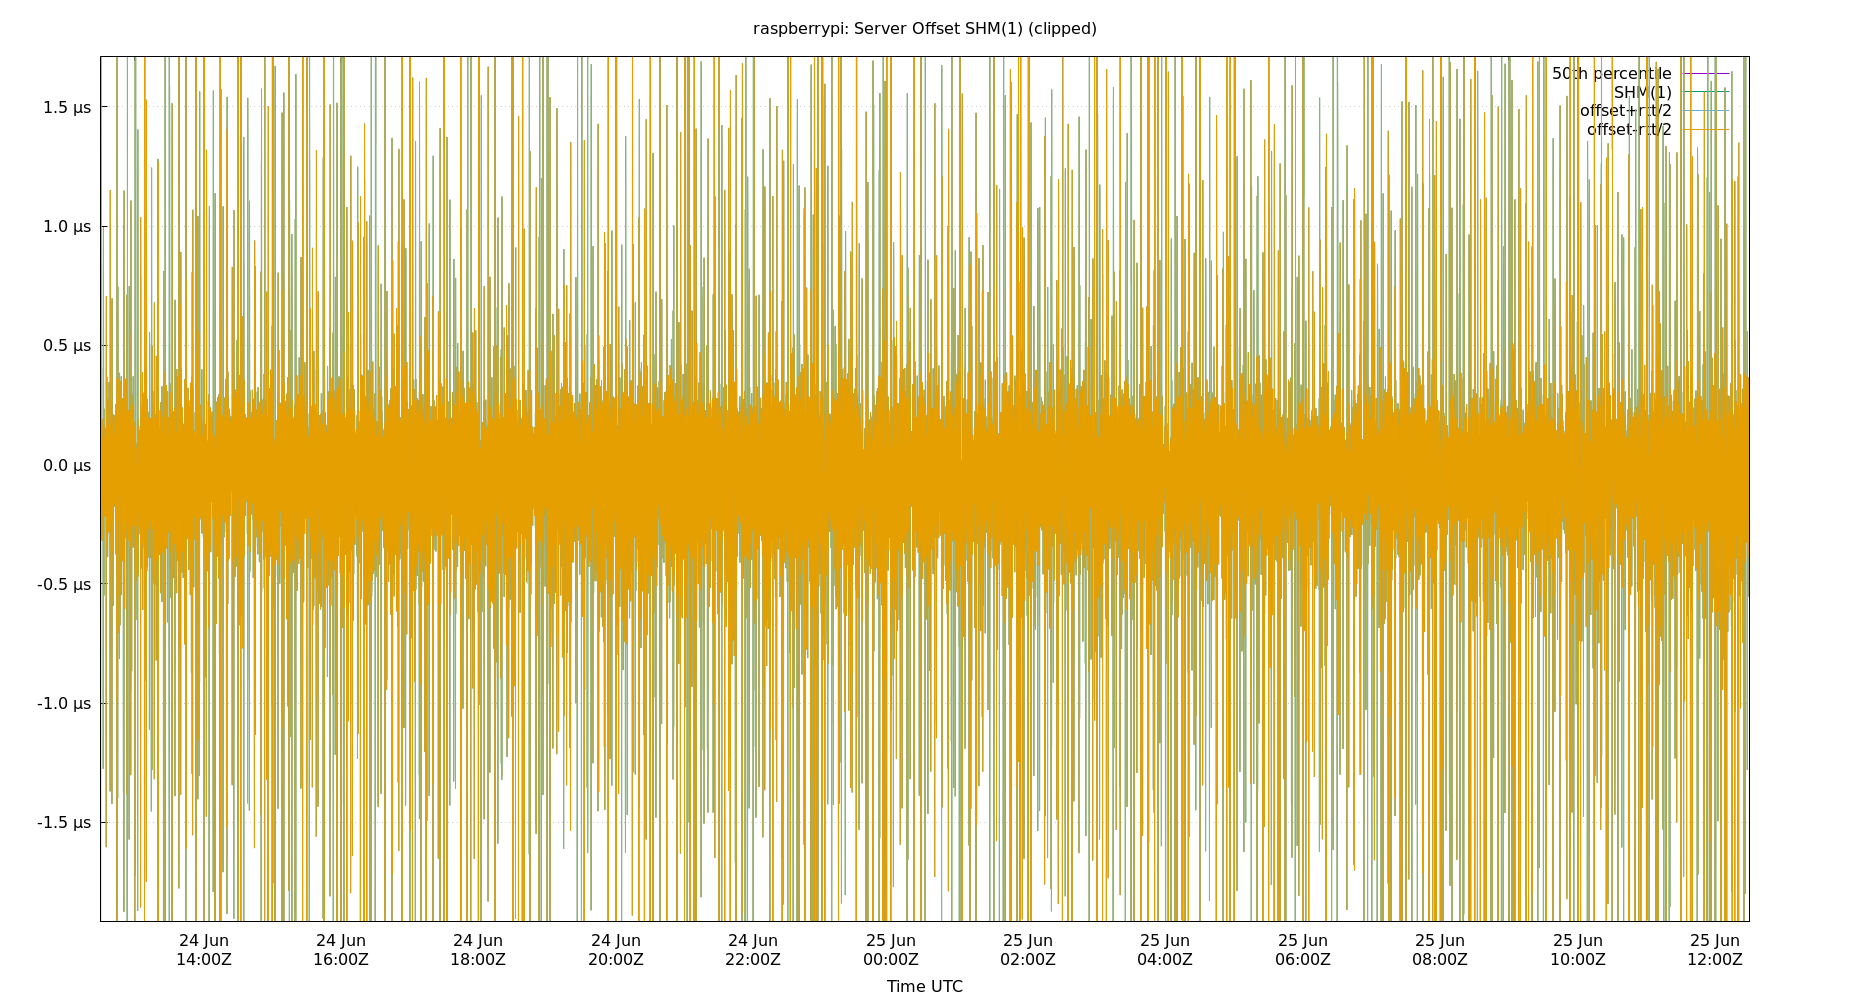 raspberrypi: Server Offset SHM(1) (clipped)
50th percentile
SHM(1)
offset+rtt/2
offset-rtt/2
1.5 µs
1.0 µs
0.5 µs
0.0 µs
-0.5 µs
-1.0 µs
-1.5 µs
24 Jun 24 Jun 24 Jun 24 Jun 24 Jun 25 Jun 25 Jun 25 Jun 25 Jun 25 Jun 25 Jun 25 Jun
14:00Z 16:00Z 18:00Z 20:00Z 22:00Z 00:00Z 02:00Z 04:00Z 06:00Z 08:00Z 10:00Z 12:00Z
Time UTC